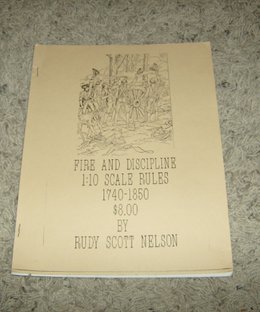 FIRE AND DISCIPLINE
1:10 SCALE RULES
1740-1850
$8.00
BY
RUDY SCOTT NELSON